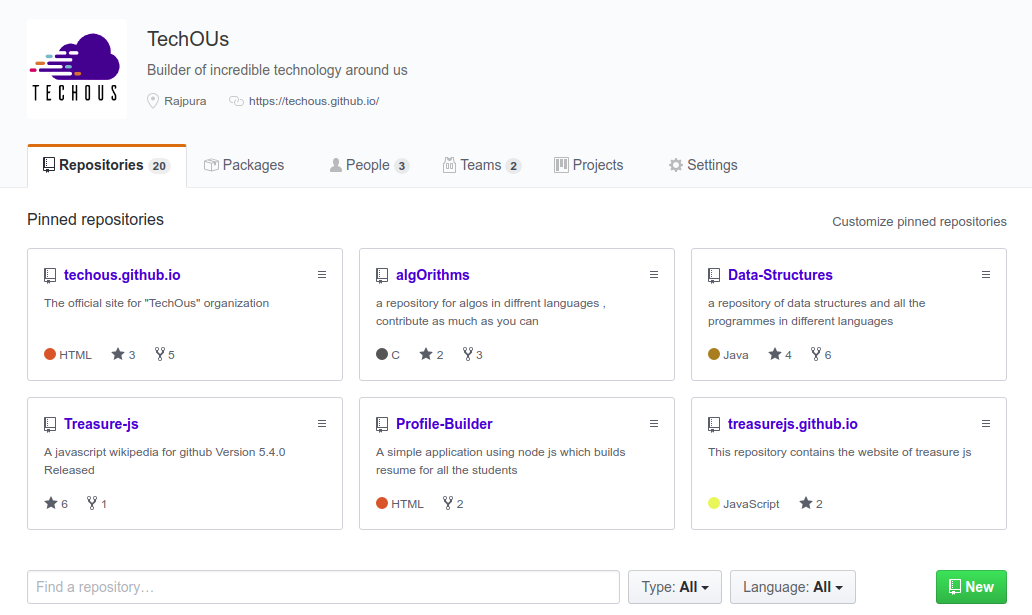 TECHOUS
TechOUs
Builder of incredible technology around us
Rajpura https://techous.github.io/
Repositories 20 Packages People 3 Teams 2 Projects Settings
Pinned repositories
Customize pinned repositories
techous.github.io
The official site for "TechOus" organization
HTML 3 5
algOrithms
a repository for algos in diffrent languages ,
contribute as much as you can
C 2 3
Data-Structures
a repository of data structures and all the
programmes in different languages
Java 4 6
Treasure-js
A javascript wikipedia for github Version 5.4.0
Released
6 1
Profile-Builder
A simple application using node js which builds
resume for all the students
HTML 2
treasurejs.github.io
This repository contains the website of treasure js
JavaScript 2
Find a repository…
Type: All
Language: All
New